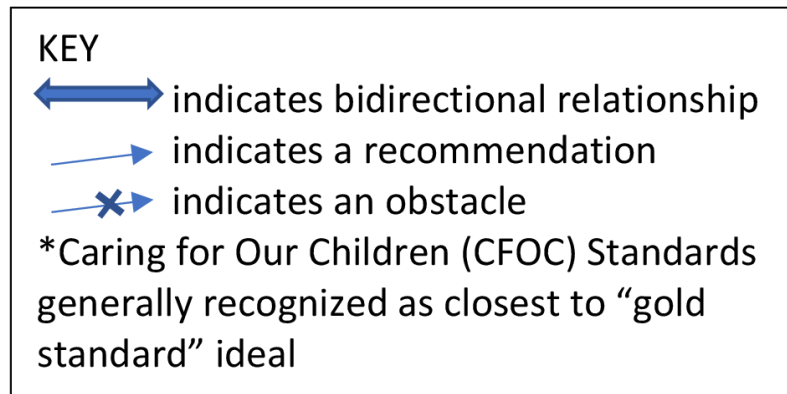 KEY
indicates bidirectional relationship
indicates a recommendation
indicates an obstacle
*Caring for Our Children (CFOC) Standards
generally recognized as closest to “gold
standard” ideal